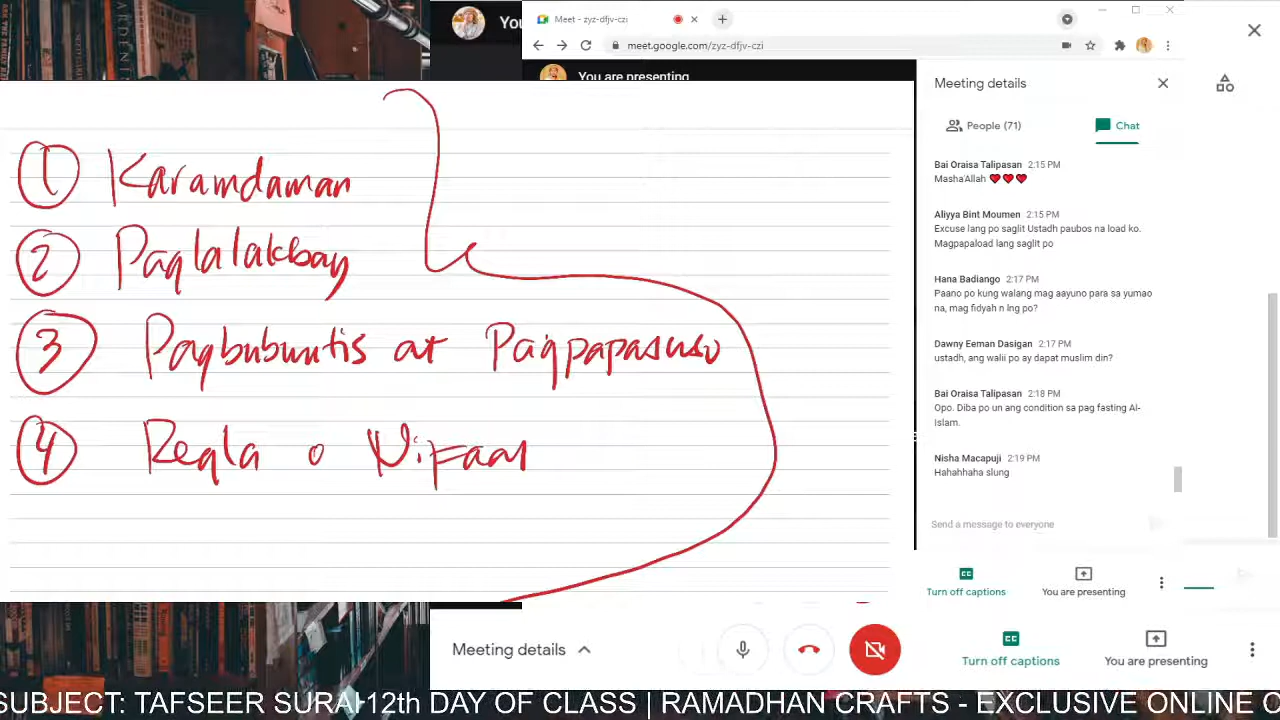 You
Meet - zyz-dfjv-czi
meet.google.com/zyz-dfjv-czi
You are presenting
Meeting details
People (71)
Chat
1 Karamdaman
2 Paglalakbay
3 Pagbubuntis at Pagpapasuso
4 Regla o Nifaas
Bai Oraisa Talipasan 2:15 PM
Masha'Allah ♥♥♥
Aliyya Bint Moumen 2:15 PM
Excuse lang po saglit Ustadh paubos na load ko.
Magpapaload lang saglit po
Hana Badiango 2:17 PM
Paano po kung walang mag aayuno para sa yumao
na, mag fidyah n lng po?
Dawny Eeman Dasigan 2:17 PM
ustadh, ang walii po ay dapat muslim din?
Bai Oraisa Talipasan 2:18 PM
Opo. Diba po un ang condition sa pag fasting Al-
Islam.
Nisha Macapuji 2:19 PM
Hahahhaha slung
Send a message to everyone
CC
Turn off captions
You are presenting
Meeting details
CC
Turn off captions
You are presenting
SUBJECT: TAFSEER SURA 12th DAY OF CLASS | RAMADHAN CRAFTS - EXCLUSIVE ONLINE